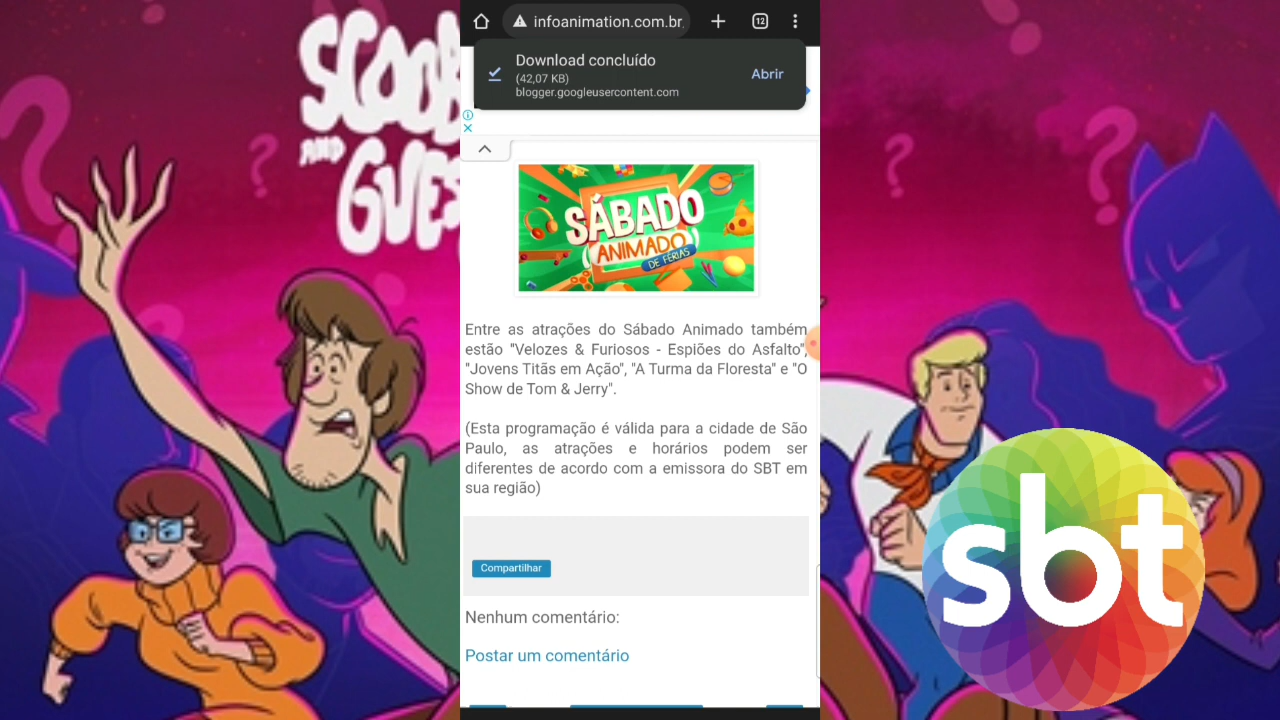 SCOOB
AND
GUES
infoanimation.com.br
12
Download concluído
(42,07 KB)
blogger.googleusercontent.com
Abrir
SÁBADO
ANIMADO
DE FÉRIAS
Entre as atrações do Sábado Animado também
estão "Velozes & Furiosos - Espiões do Asfalto",
"Jovens Titãs em Ação", "A Turma da Floresta" e "O
Show de Tom & Jerry".
(Esta programação é válida para a cidade de São
Paulo, as atrações e horários podem ser
diferentes de acordo com a emissora do SBT em
sua região)
Compartilhar
Nenhum comentário:
Postar um comentário
sbt